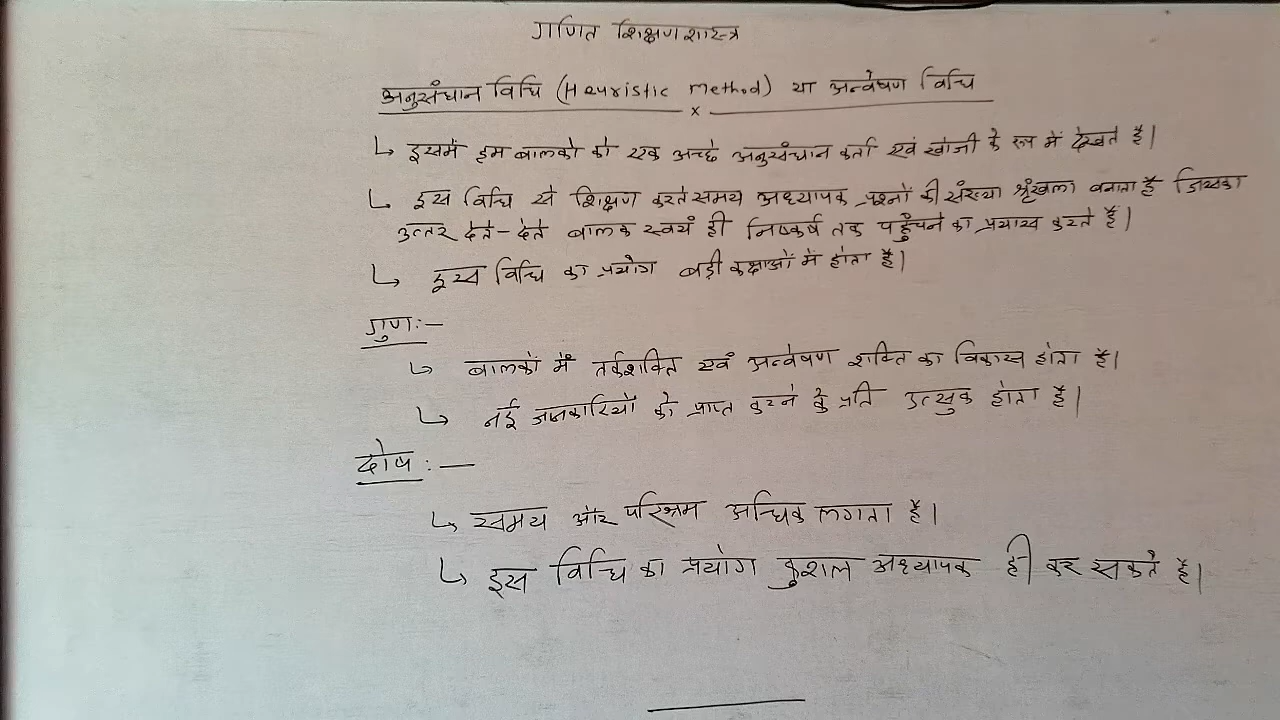 गणित शिक्षणशास्त्र
अनुसंधान विधि (Heuristic method) या अन्वेषण विधि
↳ इसमें हम बालको को एक अच्छे अनुसंधान कर्ता एवं खोजी के रूप में देखते है।
↳ इस विधि से शिक्षण करते समय अध्यापक प्रश्नों की संख्या श्रृंखला बनाता है जिसका
उत्तर देते-देते बालक स्वयं ही निष्कर्ष तक पहुँचने का प्रयास करते हैं।
↳ इस विधि का प्रयोग बड़ी कक्षाओं में होता है।
गुण:-
↳ बालकों में तर्कशक्ति एवं अन्वेषण शक्ति का विकास होता है।
↳ नई जानकारियों को प्राप्त करने के प्रति उत्सुक होता है।
दोष :-
↳ समय और परिश्रम अधिक लगता है।
↳ इस विधि का प्रयोग कुशल अध्यापक ही कर सकते है।